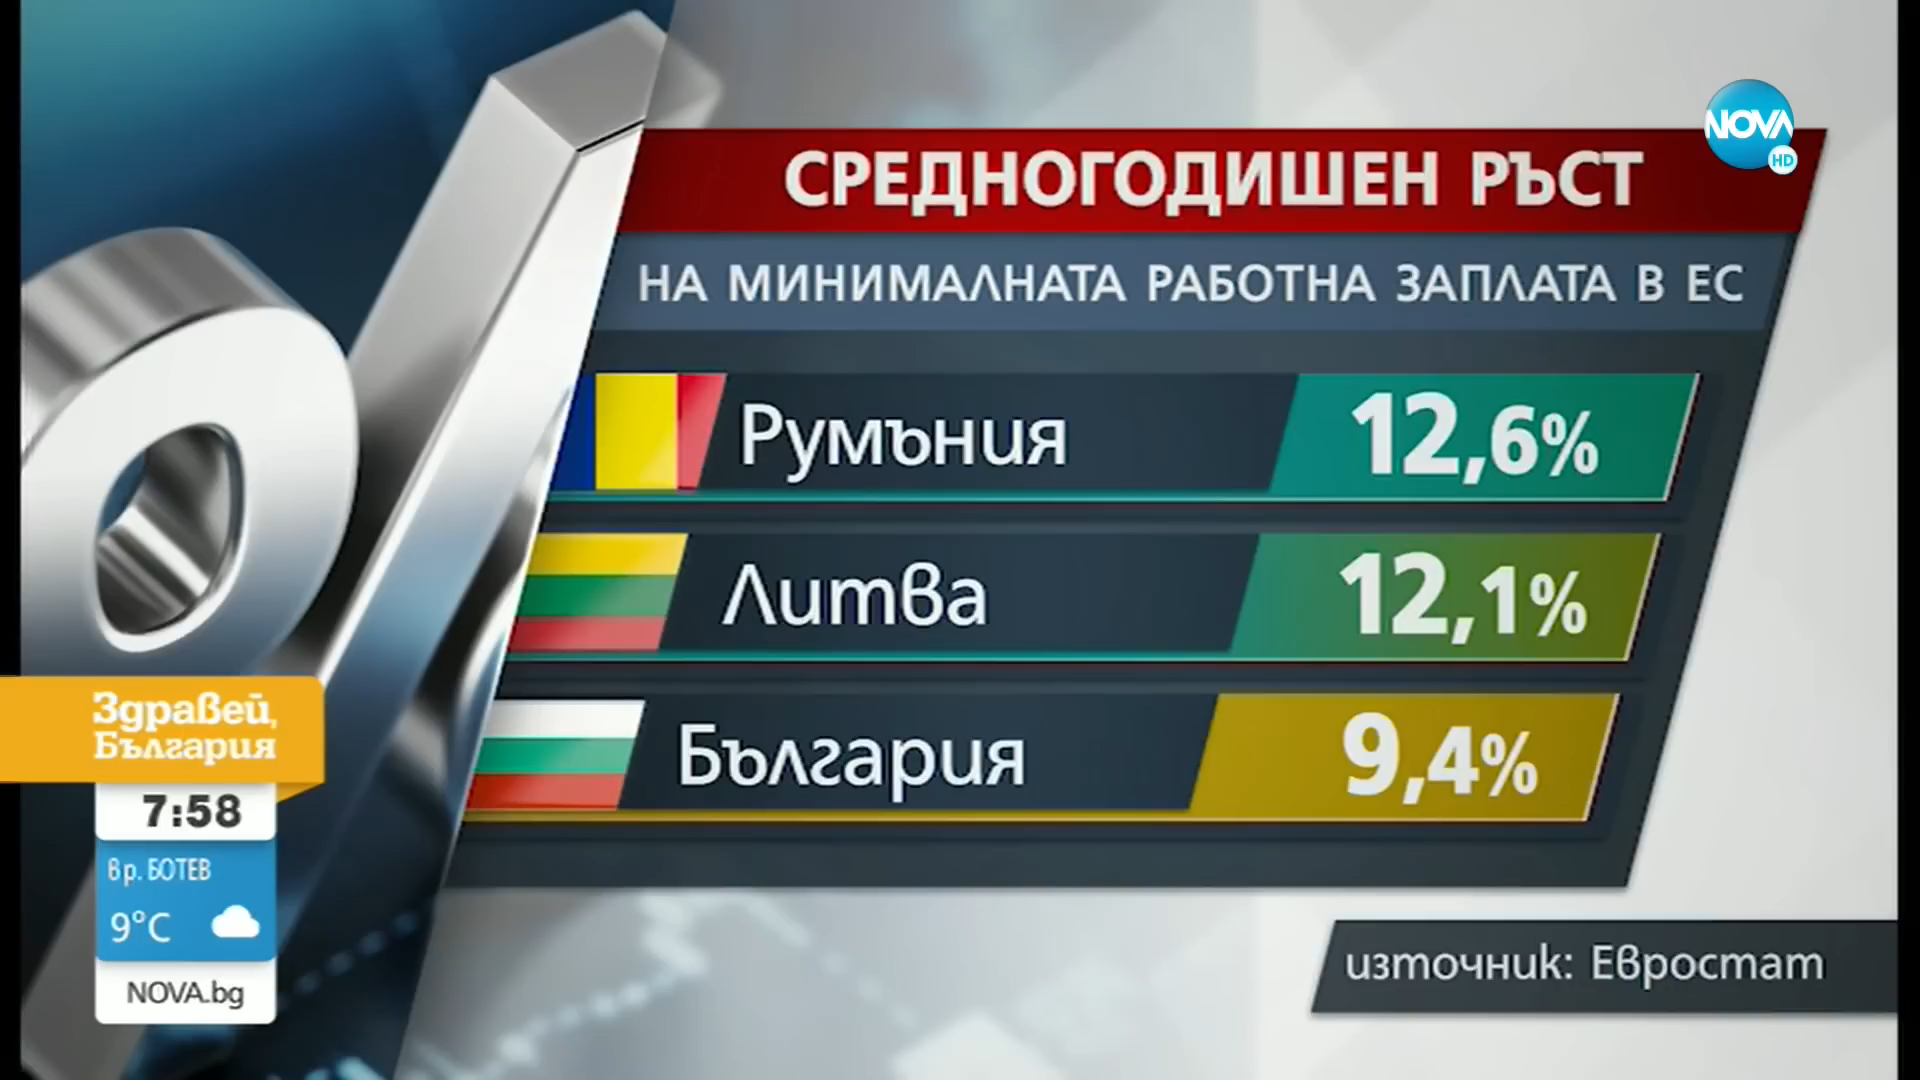 NOVA
HD
СРЕДНОГОДИШЕН РЪСТ
НА МИНИМАЛНАТА РАБОТНА ЗАПЛАТА В ЕС
Румъния 12,6%
Литва 12,1%
България 9,4%
Здравей,
България
7:58
вр. БОТЕВ
9°C
NOVA.bg
източник: Евростат